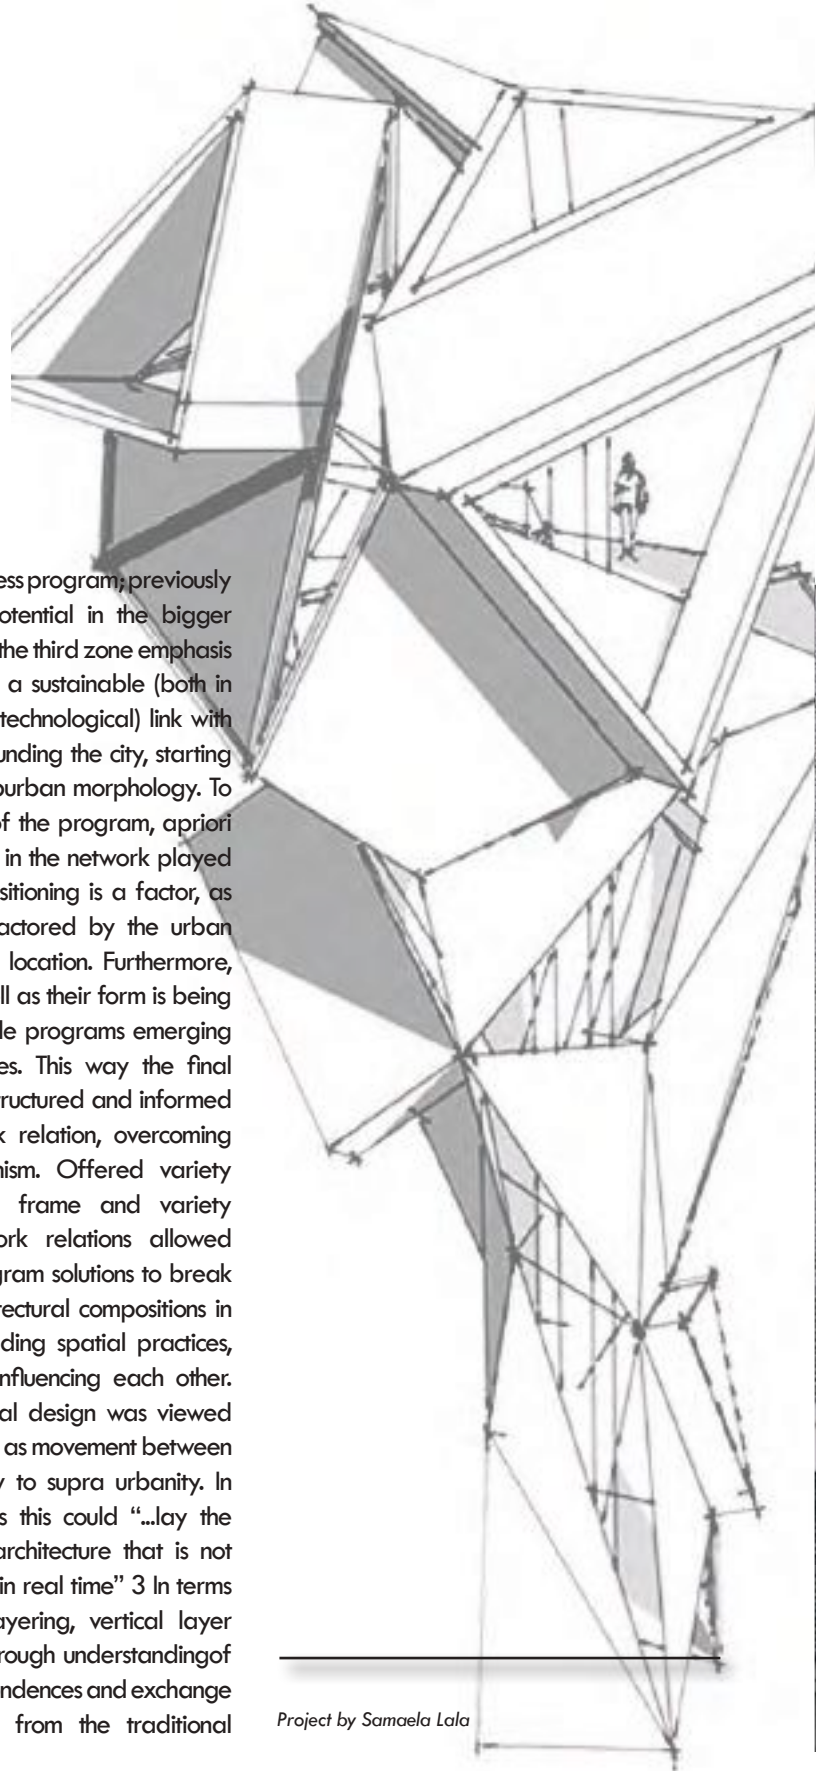 ess program; previously
otential in the bigger
the third zone emphasis
a sustainable (both in
technological) link with
unding the city, starting
burban morphology. To
of the program, apriori
in the network played
sitioning is a factor, as
actored by the urban
location. Furthermore,
ll as their form is being
le programs emerging
es. This way the final
tructured and informed
k relation, overcoming
nism. Offered variety
frame and variety
ork relations allowed
gram solutions to break
tectural compositions in
ding spatial practices,
nfluencing each other.
al design was viewed
as movement between
y to supra urbanity. In
s this could “...lay the
architecture that is not
in real time” 3 In terms
ayering, vertical layer
rough understandingof
ndences and exchange
from the traditional
Project by Samaela Lala